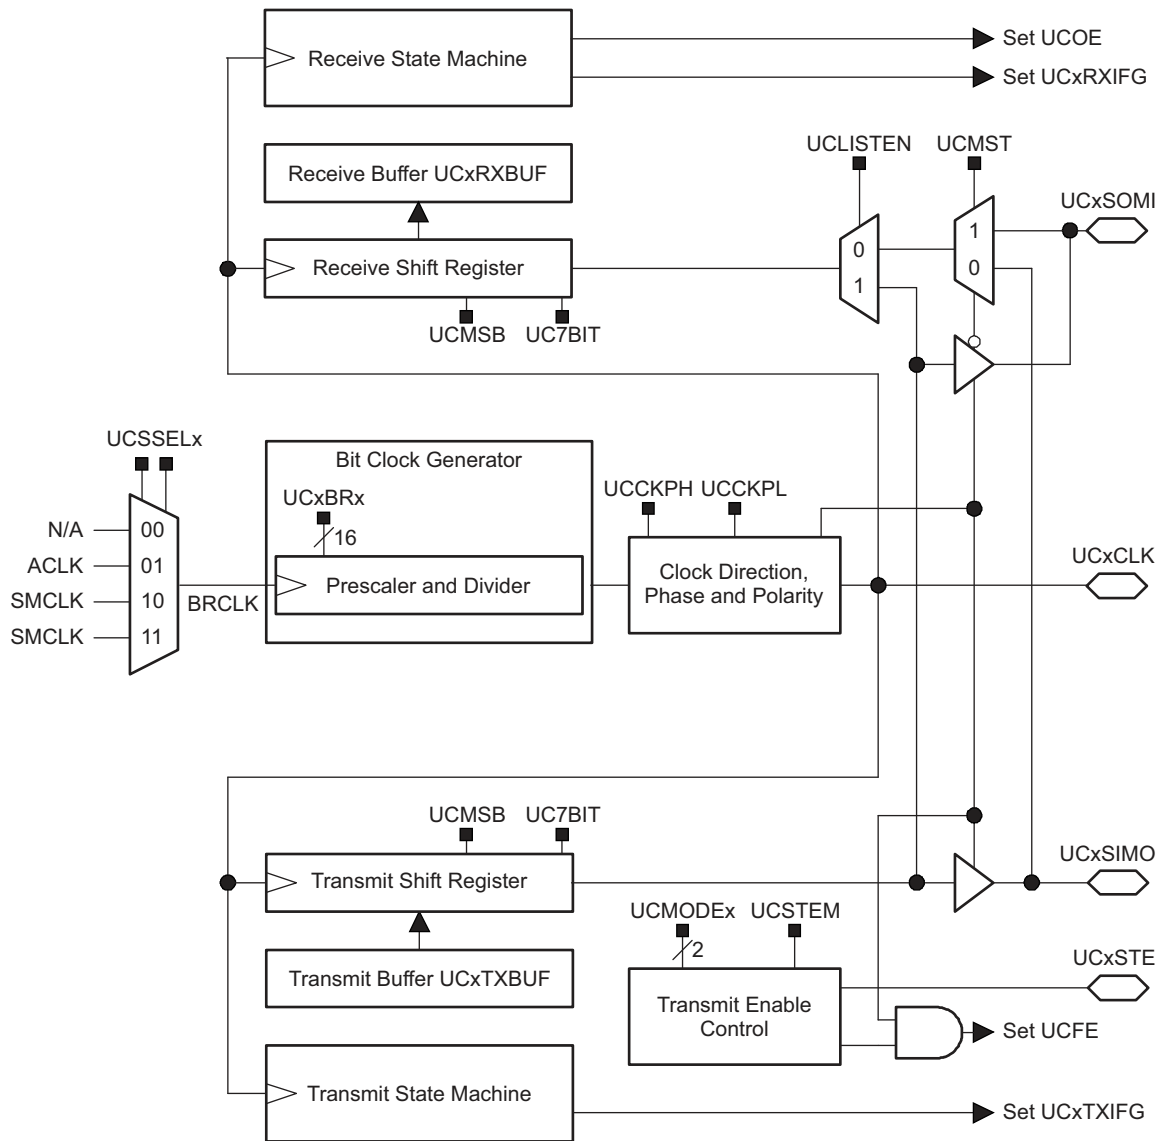 Receive State Machine
Set UCOE
Set UCxRXIFG
Receive Buffer UCxRXBUF
UCLISTEN
UCMST
UCxSOMI
Receive Shift Register
0
1
1
0
UCMSB
UC7BIT
UCSSELx
Bit Clock Generator
UCxBRx
16
UCCKPH
UCCKPL
N/A
00
ACLK
01
SMCLK
10
SMCLK
11
BRCLK
Prescaler and Divider
Clock Direction,
Phase and Polarity
UCxCLK
UCMSB
UC7BIT
Transmit Shift Register
UCxSIMO
Transmit Buffer UCxTXBUF
UCMODEx
2
UCSTEM
UCxSTE
Transmit Enable
Control
Set UCFE
Transmit State Machine
Set UCxTXIFG